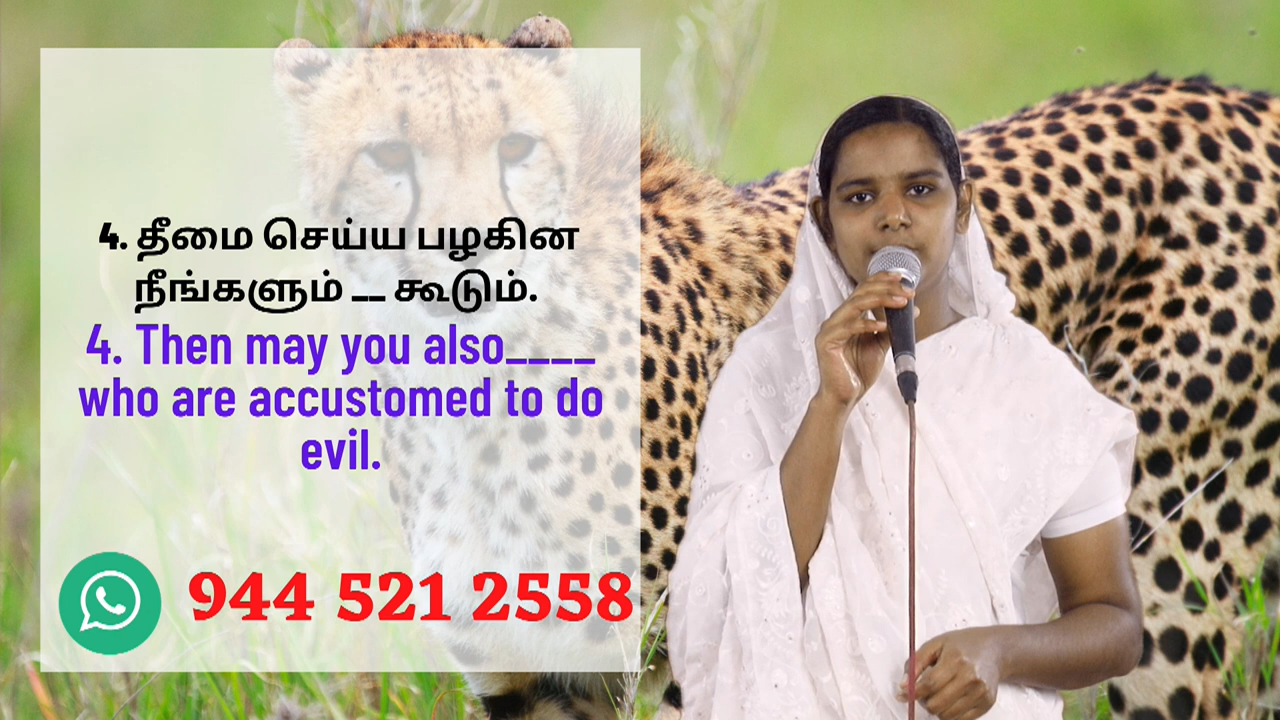 4. தீமை செய்ய பழகின
நீங்களும் __ கூடும்.
4. Then may you also____
who are accustomed to do
evil.
944 521 2558